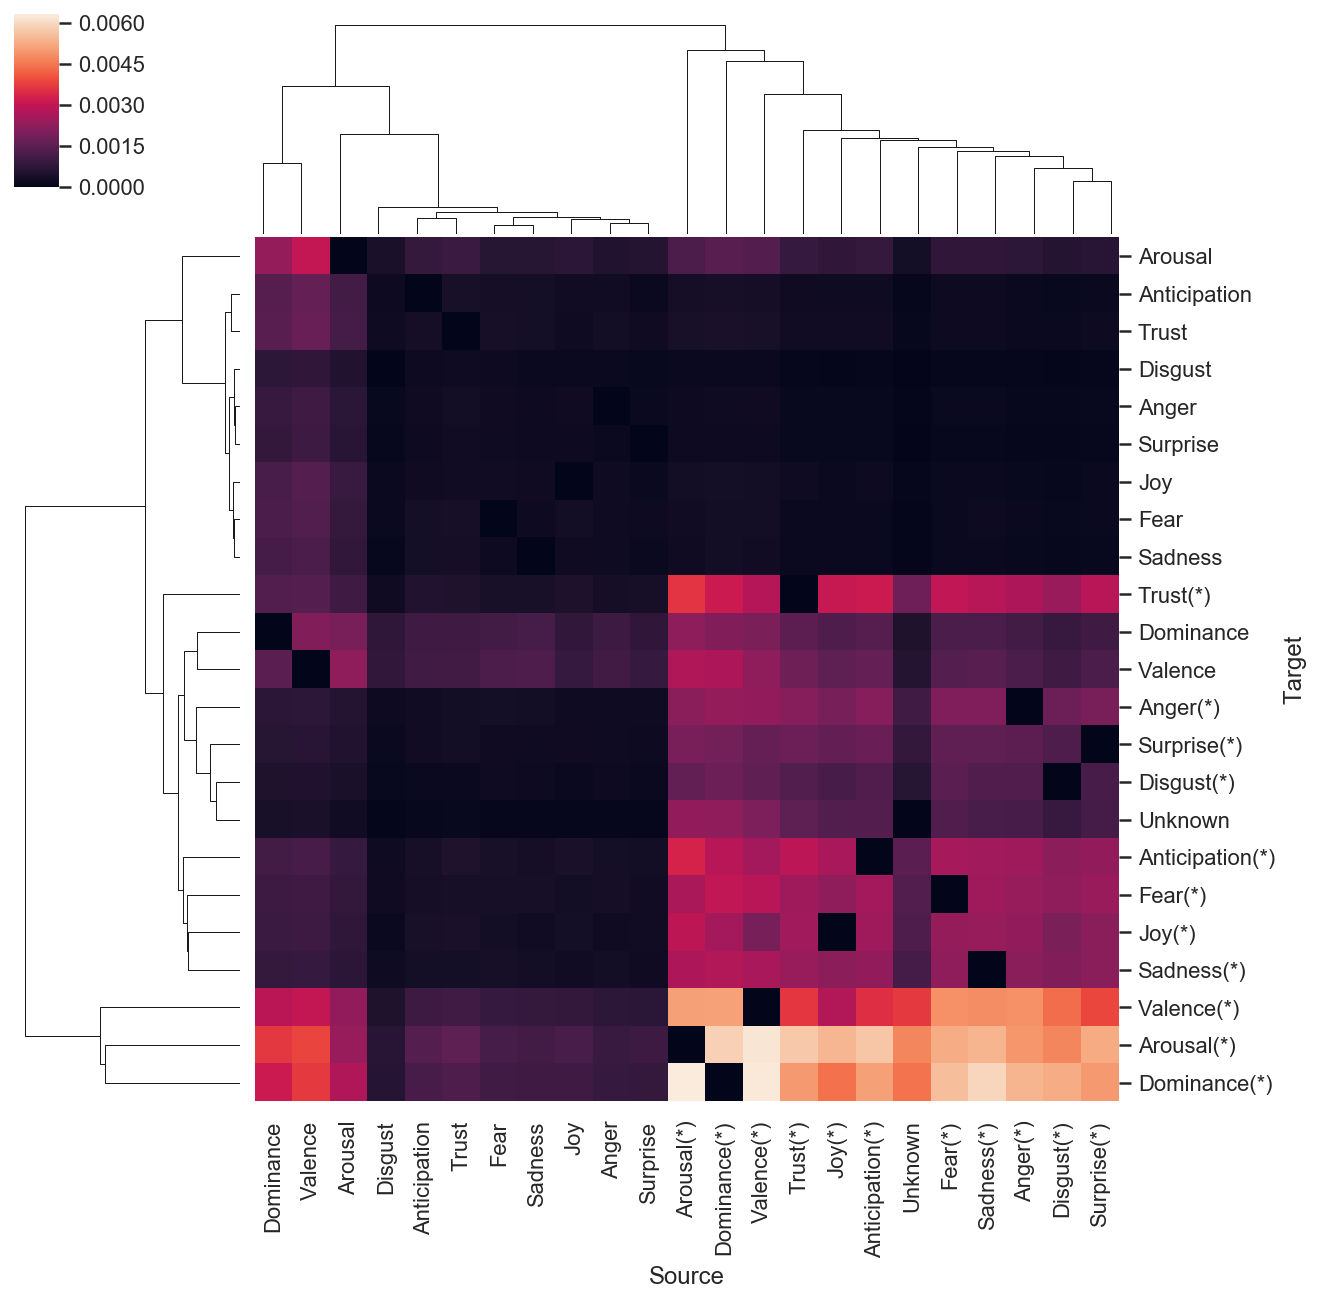 0.0060
0.0045
0.0030
0.0015
0.0000
Arousal
Anticipation
Trust
Disgust
Anger
Surprise
Joy
Fear
Sadness
Trust(*)
Dominance
Valence
Anger(*)
Surprise(*)
Disgust(*)
Unknown
Anticipation(*)
Fear(*)
Joy(*)
Sadness(*)
Valence(*)
Arousal(*)
Dominance(*)
Target
Dominance
Valence
Arousal
Disgust
Anticipation
Trust
Fear
Sadness
Joy
Anger
Surprise
Arousal(*)
Dominance(*)
Valence(*)
Trust(*)
Joy(*)
Anticipation(*)
Unknown
Fear(*)
Sadness(*)
Anger(*)
Disgust(*)
Surprise(*)
Source